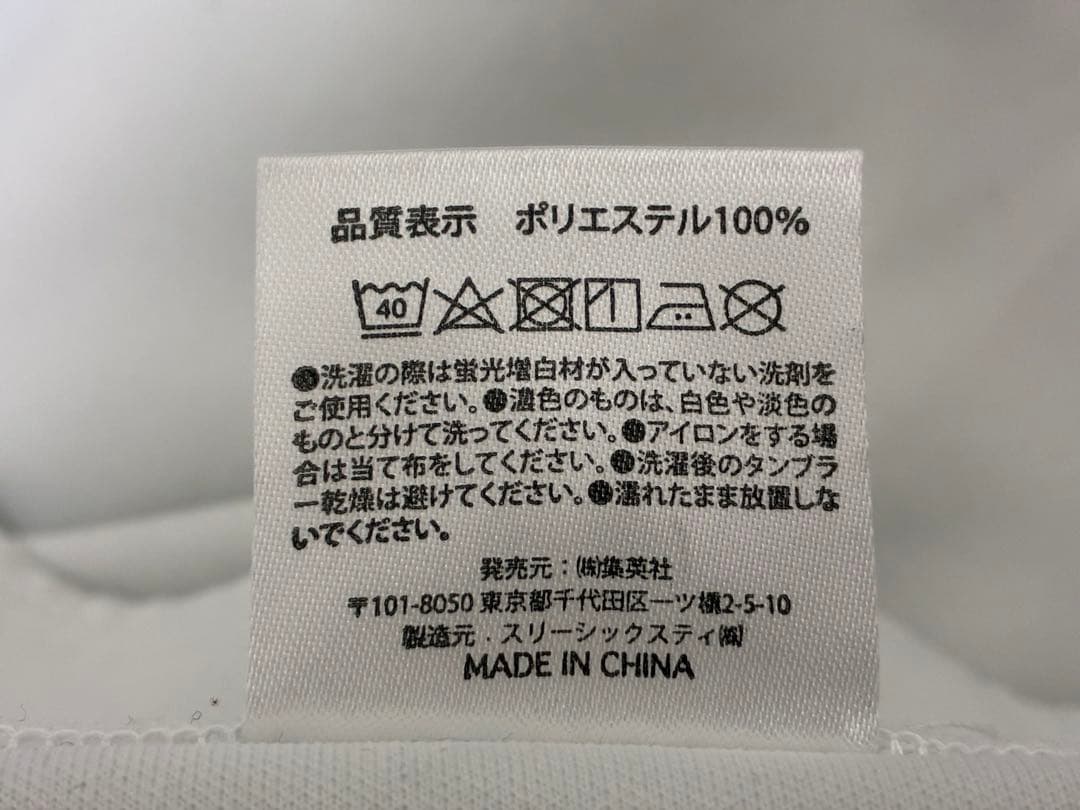 品質表示 ポリエステル100%
40
●洗濯の際は蛍光増白材が入っていない洗剤を
ご使用ください。●濃色のものは、白色や淡色の
ものと分けて洗ってください。●アイロンをする場
合は当て布をしてください。●洗濯後のタンブラ
ー乾燥は避けてください。●濡れたまま放置しな
いでください。
発売元:㈱集英社
〒101-8050 東京都千代田区一ツ橋2-5-10
製造元:スリーシックスティ㈱
MADE IN CHINA